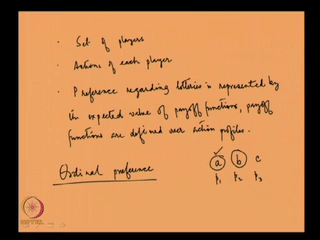 · Set of players
· Actions of each player
· Preference regarding lotteries is represented by
the expected value of payoff functions, payoff
functions are defined over action profiles.
Ordinal preference
a b c
p₁ p₂ p₃